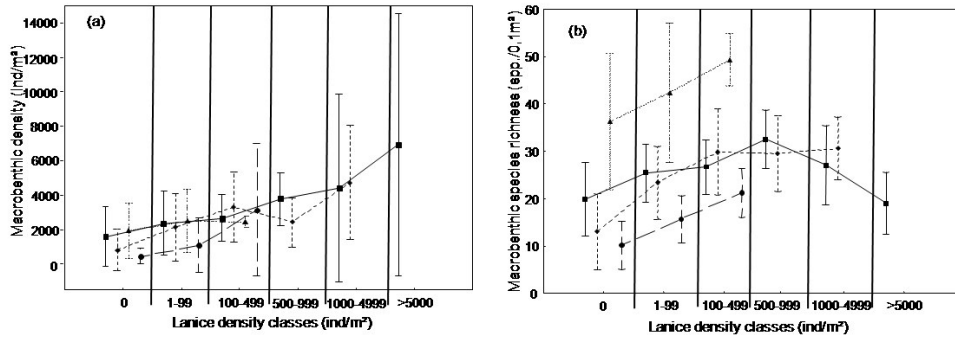 (a)
Macrobenthic density (Ind/m²)
14000
12000
10000
8000
6000
4000
2000
0
0 1-99 100-499 500-999 1000-4999 >5000
Lanice density classes (ind/m²)
(b)
Macrobenthic species richness (spp./0,1m²)
60
50
40
30
20
10
0
0 1-99 100-499 500-999 1000-4999 >5000
Lanice density classes (ind/m²)